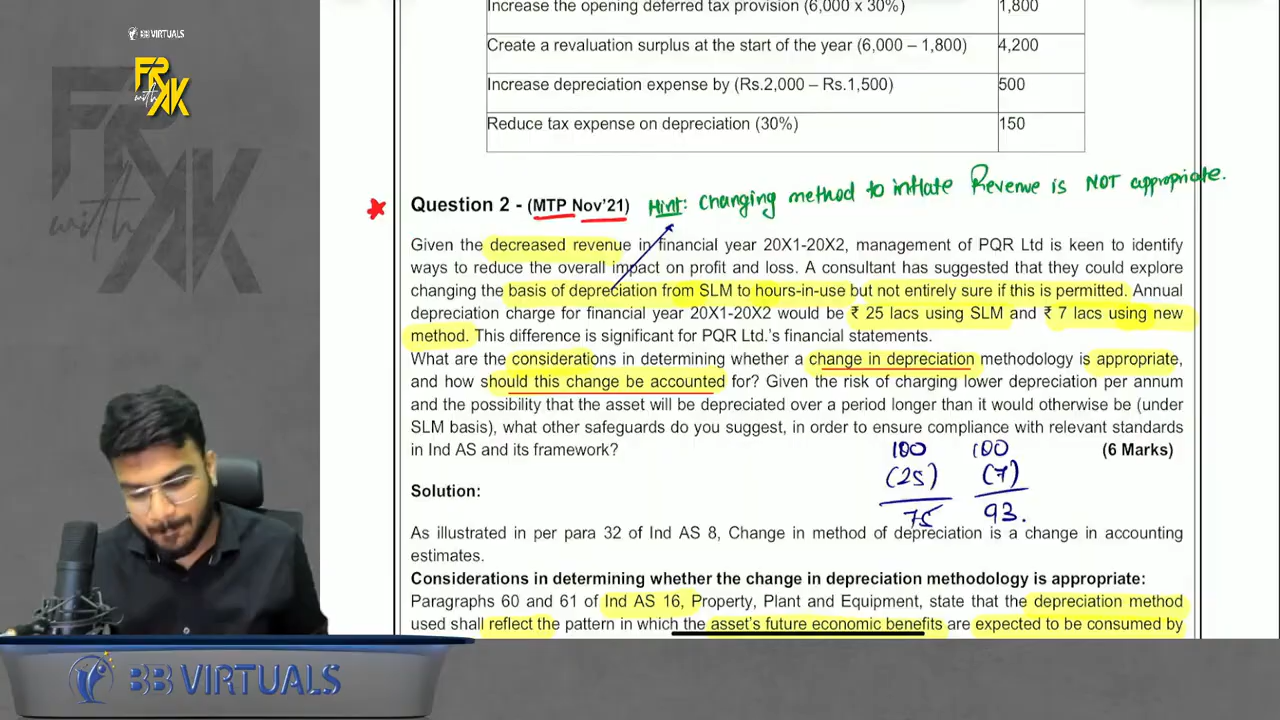 BB VIRTUALS
FR
with
AK
Increase the opening deferred tax provision (6,000 x 30%) 1,800
Create a revaluation surplus at the start of the year (6,000 – 1,800) 4,200
Increase depreciation expense by (Rs.2,000 – Rs.1,500) 500
Reduce tax expense on depreciation (30%) 150
Question 2 - (MTP Nov'21) Hint: Changing method to inflate Revenue is NOT appropriate.
Given the decreased revenue in financial year 20X1-20X2, management of PQR Ltd is keen to identify
ways to reduce the overall impact on profit and loss. A consultant has suggested that they could explore
changing the basis of depreciation from SLM to hours-in-use but not entirely sure if this is permitted. Annual
depreciation charge for financial year 20X1-20X2 would be ₹ 25 lacs using SLM and ₹ 7 lacs using new
method. This difference is significant for PQR Ltd.'s financial statements.
What are the considerations in determining whether a change in depreciation methodology is appropriate,
and how should this change be accounted for? Given the risk of charging lower depreciation per annum
and the possibility that the asset will be depreciated over a period longer than it would otherwise be (under
SLM basis), what other safeguards do you suggest, in order to ensure compliance with relevant standards
in Ind AS and its framework? (6 Marks)
100 100
(25) (7)
75 93.
Solution:
As illustrated in per para 32 of Ind AS 8, Change in method of depreciation is a change in accounting
estimates.
Considerations in determining whether the change in depreciation methodology is appropriate:
Paragraphs 60 and 61 of Ind AS 16, Property, Plant and Equipment, state that the depreciation method
used shall reflect the pattern in which the asset's future economic benefits are expected to be consumed by
BB VIRTUALS